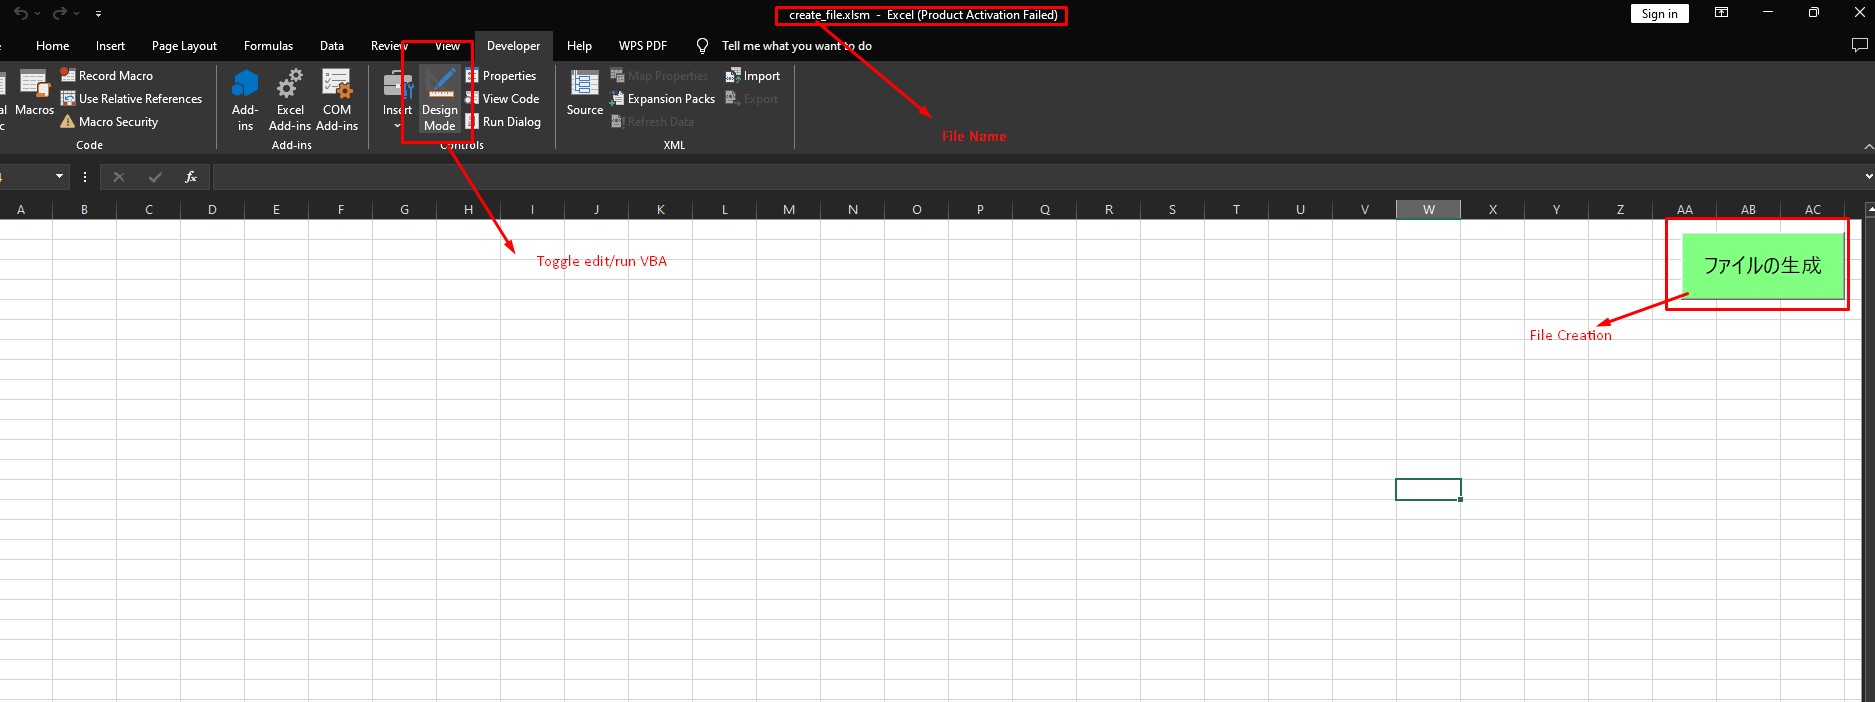 create_file.xlsm - Excel (Product Activation Failed)
Sign in
Home Insert Page Layout Formulas Data Review View Developer Help WPS PDF Tell me what you want to do
Macros
Record Macro
Use Relative References
Macro Security
Code
Add-
ins
Excel
Add-ins
COM
Add-ins
Add-ins
Insert
Design
Mode
Properties
View Code
Run Dialog
Controls
Source
Map Properties
Expansion Packs
Refresh Data
Import
Export
XML
File Name
fx
A B C D E F G H I J K L M N O P Q R S T U V W X Y Z AA AB AC
Toggle edit/run VBA
ファイルの生成
File Creation